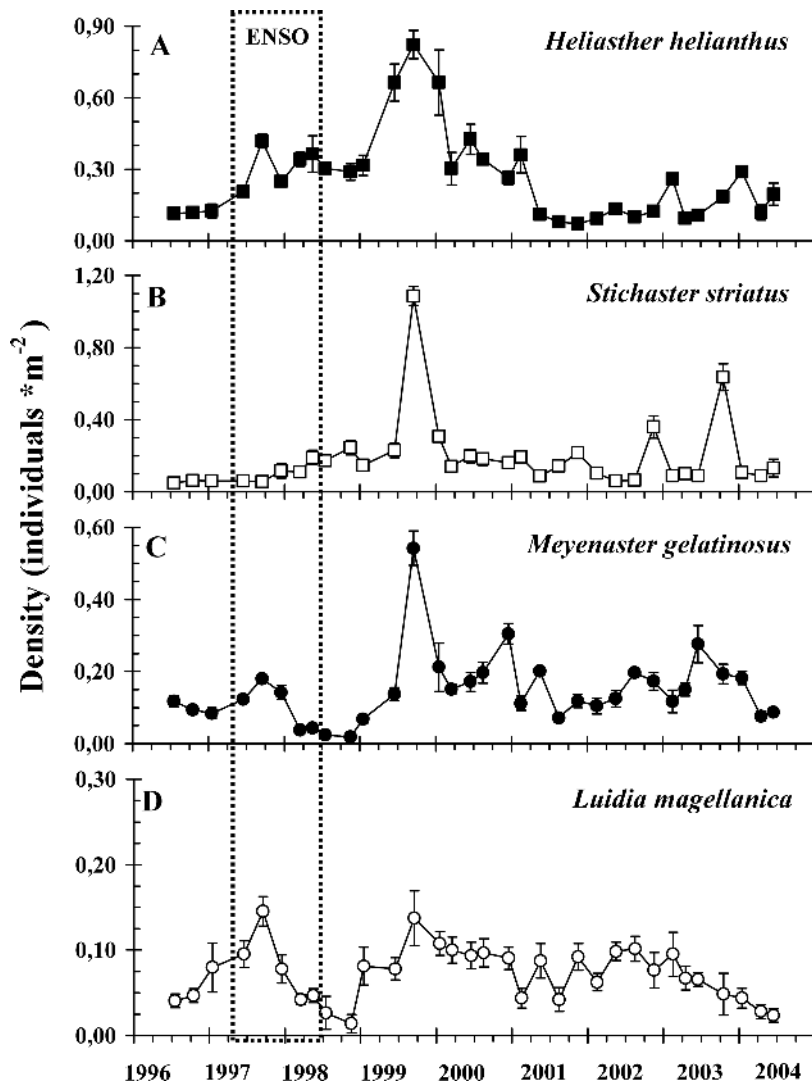 Density (individuals *m-2)
ENSO
A
Heliasther helianthus
0,90
0,60
0,30
0,00
B
Stichaster striatus
1,20
0,80
0,40
0,00
C
Meyenaster gelatinosus
0,60
0,40
0,20
0,00
D
Luidia magellanica
0,30
0,20
0,10
0,00
1996 1997 1998 1999 2000 2001 2002 2003 2004